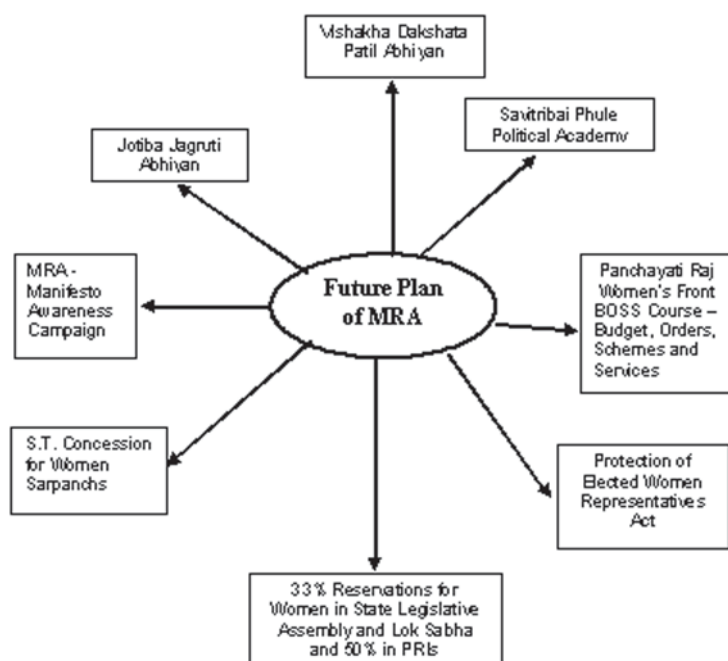 Vishakha Dakshata
Patil Abhiyan
Savitribai Phule
Political Academy
Jotiba Jagruti
Abhiyan
Future Plan
of MRA
MRA -
Manifesto
Awareness
Campaign
Panchayati Raj
Women's Front
BOSS Course –
Budget, Orders,
Schemes and
Services
S.T. Concession
for Women
Sarpanchs
Protection of
Elected Women
Representatives
Act
33% Reservations for
Women in State Legislative
Assembly and Lok Sabha
and 50% in PRIs